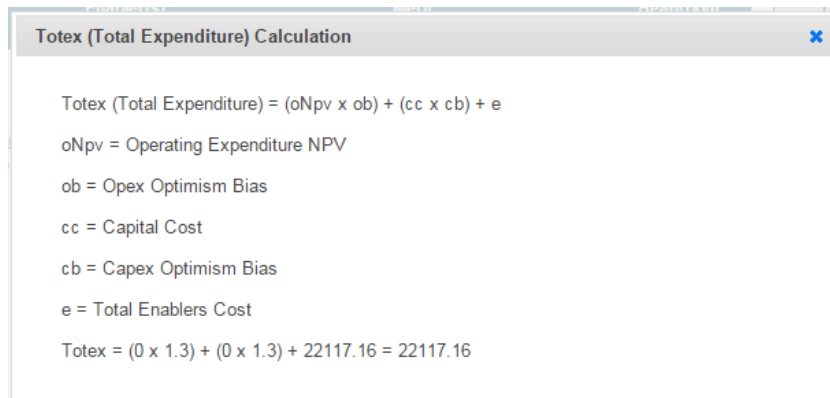 Totex (Total Expenditure) Calculation
Totex (Total Expenditure) = (oNpv x ob) + (cc x cb) + e
oNpv = Operating Expenditure NPV
ob = Opex Optimism Bias
cc = Capital Cost
cb = Capex Optimism Bias
e = Total Enablers Cost
Totex = (0 x 1.3) + (0 x 1.3) + 22117.16 = 22117.16